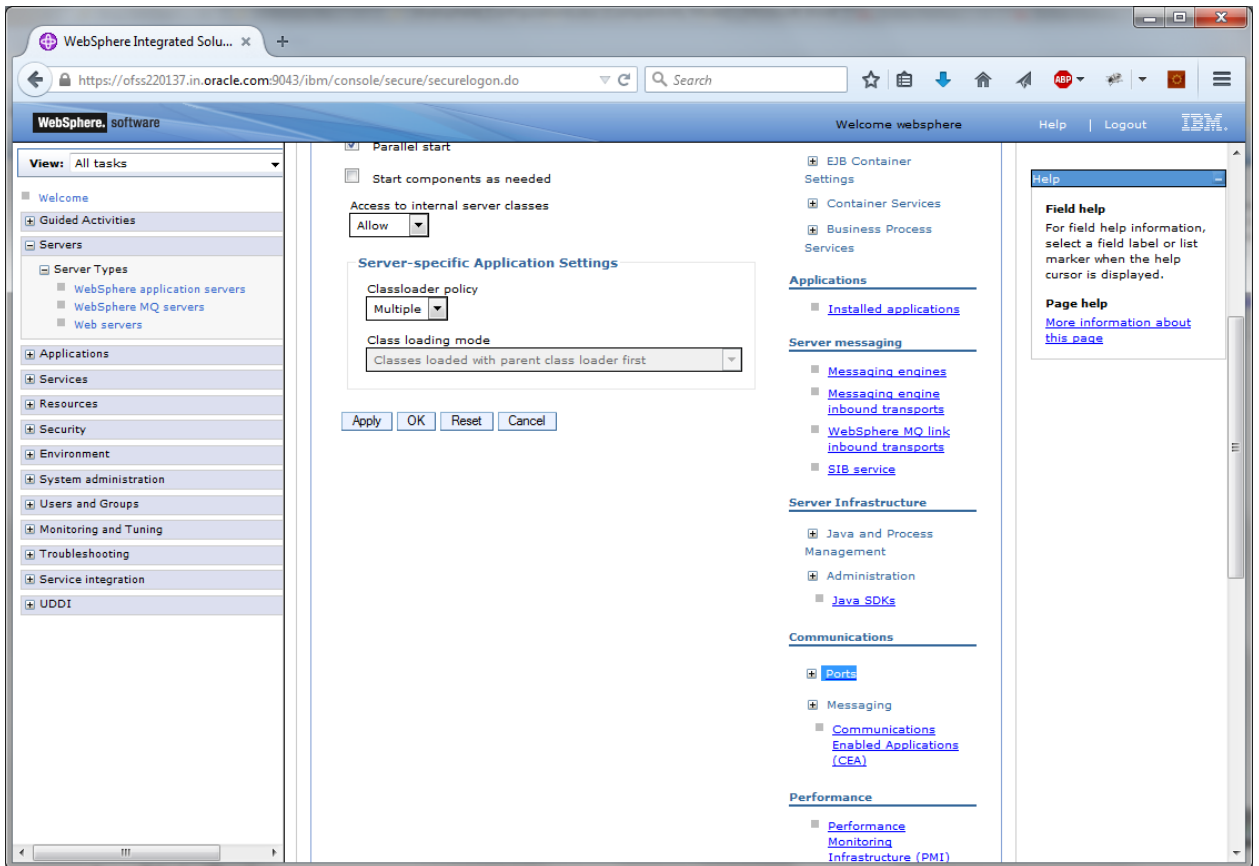 WebSphere Integrated Solu...
https://ofss220137.in.oracle.com:9043/ibm/console/secure/securelogon.do
Search
ABP
WebSphere. software
Welcome websphere
Help | Logout
IBM.
View: All tasks
Welcome
Guided Activities
Servers
Server Types
WebSphere application servers
WebSphere MQ servers
Web servers
Applications
Services
Resources
Security
Environment
System administration
Users and Groups
Monitoring and Tuning
Troubleshooting
Service integration
UDDI
Parallel start
Start components as needed
Access to internal server classes
Allow
Server-specific Application Settings
Classloader policy
Multiple
Class loading mode
Classes loaded with parent class loader first
Apply OK Reset Cancel
EJB Container
Settings
Container Services
Business Process
Services
Applications
Installed applications
Server messaging
Messaging engines
Messaging engine
inbound transports
WebSphere MQ link
inbound transports
SIB service
Server Infrastructure
Java and Process
Management
Administration
Java SDKs
Communications
Ports
Messaging
Communications
Enabled Applications
(CEA)
Performance
Performance
Monitoring
Infrastructure (PMI)
Help
Field help
For field help information,
select a field label or list
marker when the help
cursor is displayed.
Page help
More information about
this page